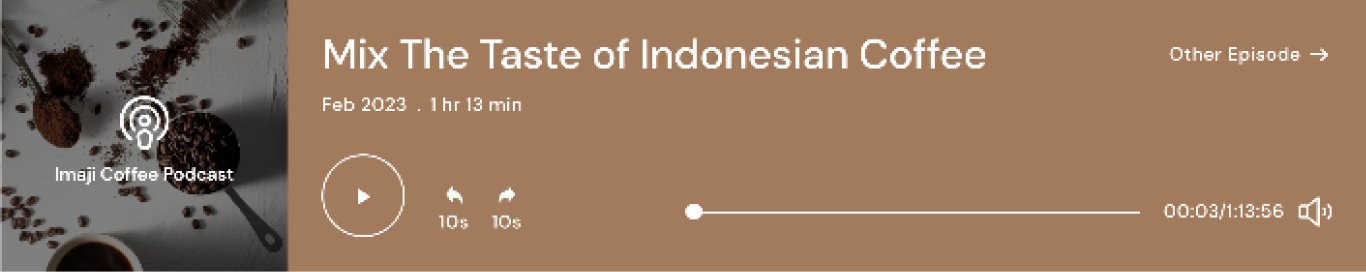 Imaji Coffee Podcast
Mix The Taste of Indonesian Coffee
Other Episode →
Feb 2023 . 1 hr 13 min
10s 10s
00:03/1:13:56